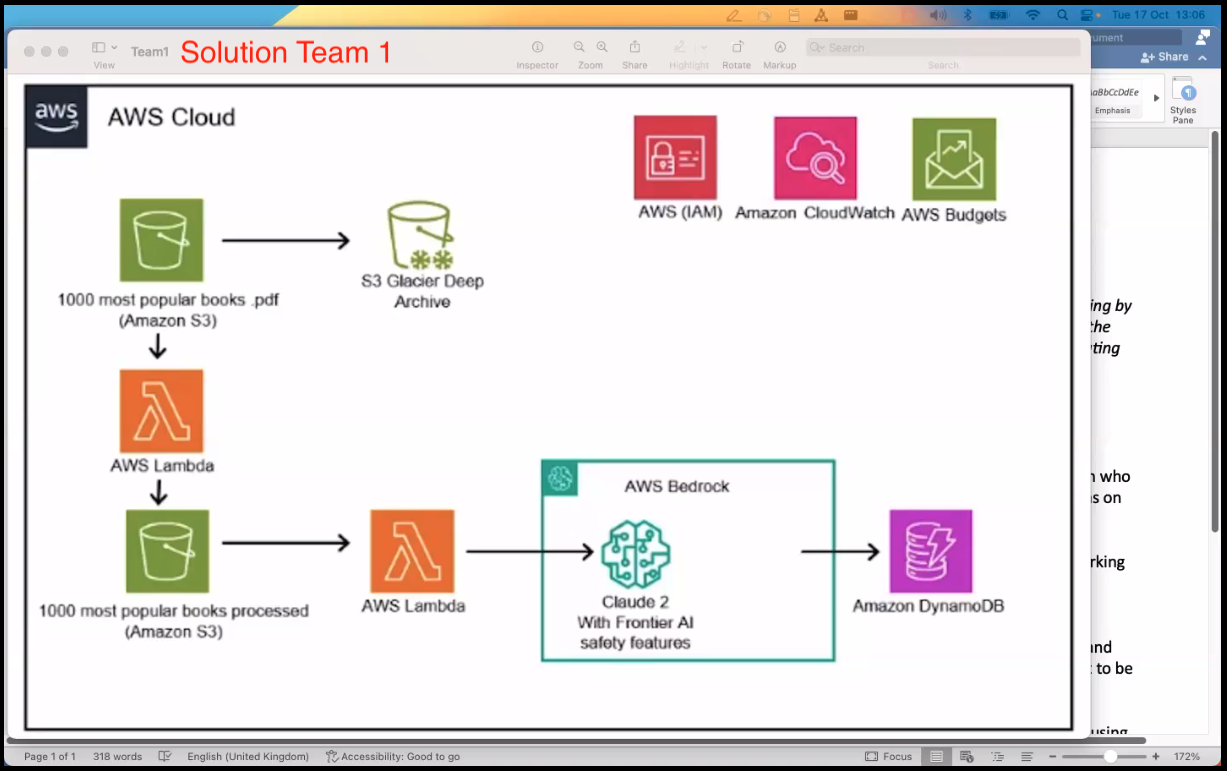 Tue 17 Oct 13:06
Team1
Solution Team 1
View
Inspector
Zoom
Share
Highlight
Rotate
Markup
Search
Search
Share
AaBbCcDdEe
Emphasis
Styles
Pane
aws
AWS Cloud
AWS (IAM)
Amazon CloudWatch
AWS Budgets
1000 most popular books .pdf
(Amazon S3)
S3 Glacier Deep
Archive
AWS Lambda
1000 most popular books processed
(Amazon S3)
AWS Lambda
AWS Bedrock
Claude 2
With Frontier AI
safety features
Amazon DynamoDB
ing by
the
ting
who
s on
rking
and
to be
using
Page 1 of 1
318 words
English (United Kingdom)
Accessibility: Good to go
Focus
172%